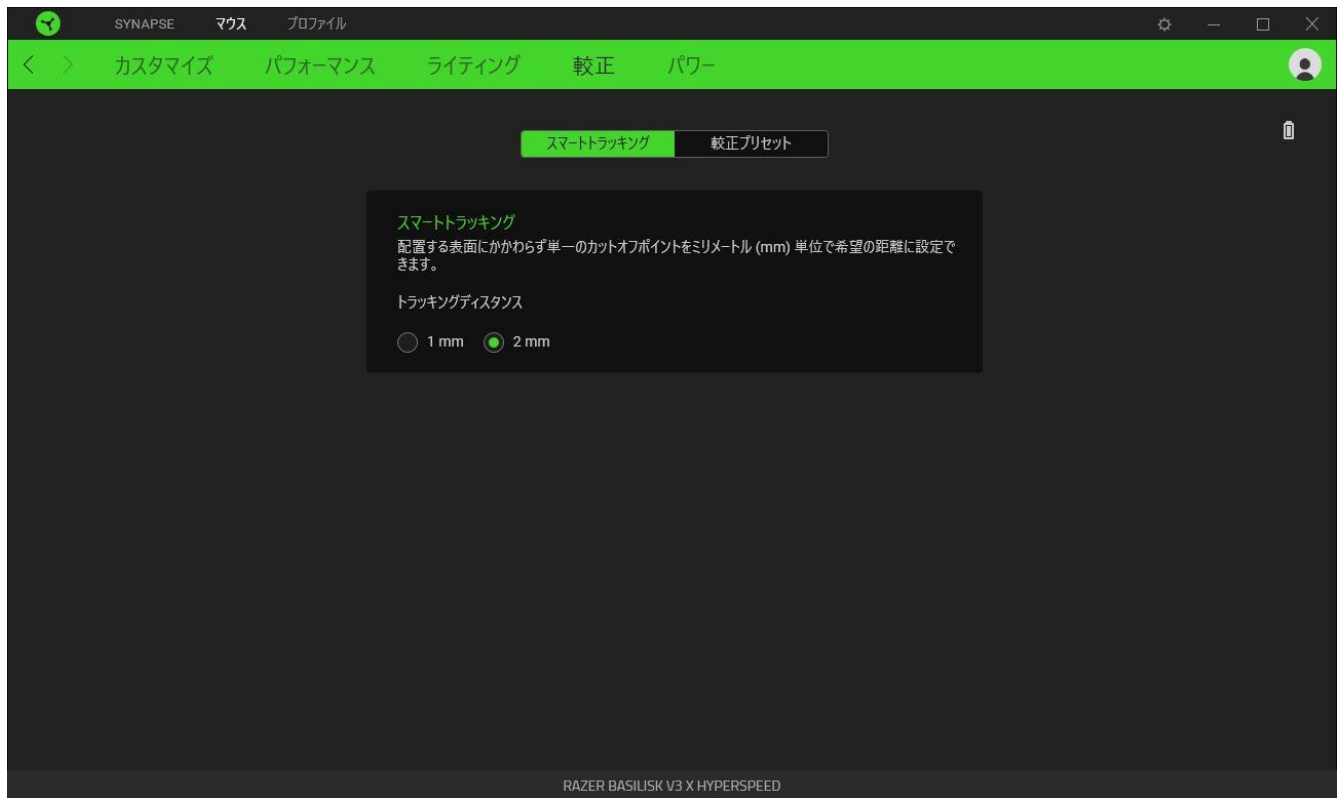 SYNAPSE マウス プロファイル
カスタマイズ パフォーマンス ライティング 較正 パワー
スマートトラッキング 較正プリセット
スマートトラッキング
配置する表面にかかわらず単一のカットオフポイントをミリメートル (mm) 単位で希望の距離に設定で
きます。
トラッキングディスタンス
1 mm 2 mm
RAZER BASILISK V3 X HYPERSPEED